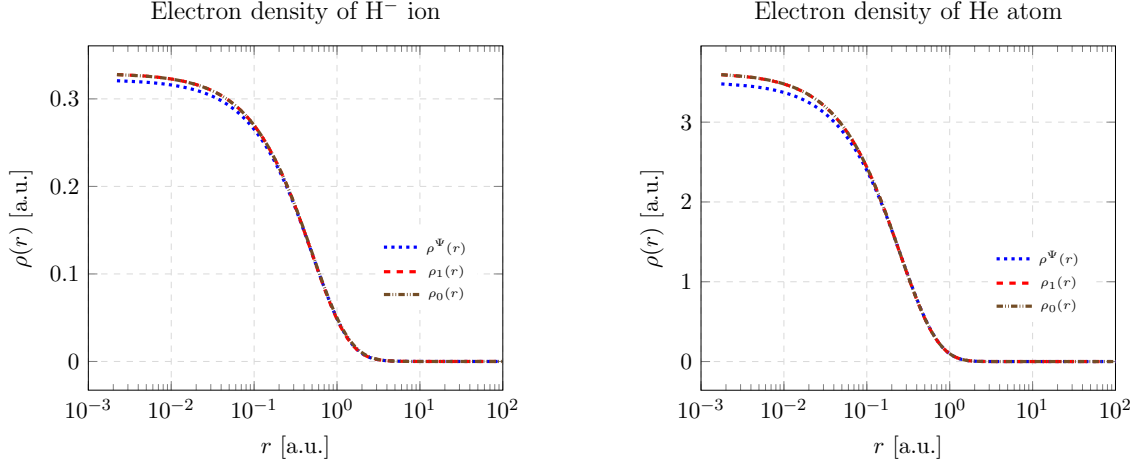 Electron density of H⁻ ion
0.3
0.2
0.1
0
ρ(r) [a.u.]
ρ^Ψ(r)
ρ₁(r)
ρ₀(r)
10⁻³ 10⁻² 10⁻¹ 10⁰ 10¹ 10²
r [a.u.]
Electron density of He atom
3
2
1
0
ρ(r) [a.u.]
ρ^Ψ(r)
ρ₁(r)
ρ₀(r)
10⁻³ 10⁻² 10⁻¹ 10⁰ 10¹ 10²
r [a.u.]